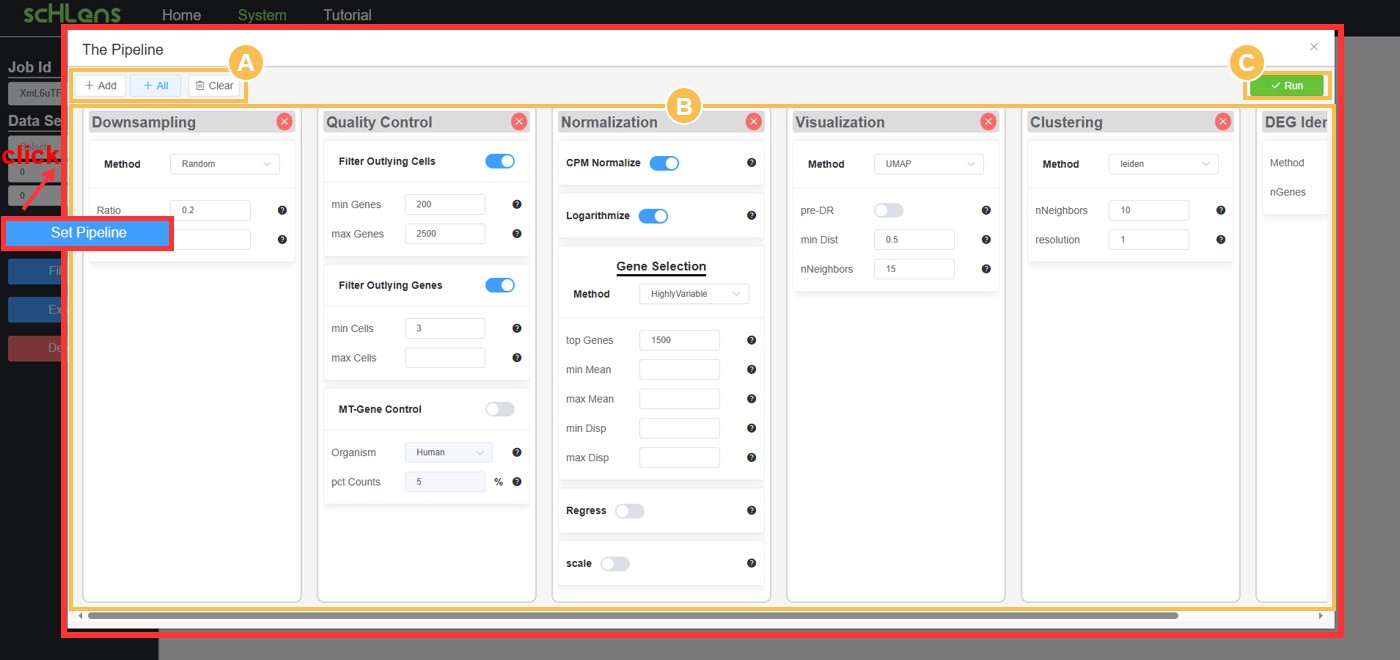 scHLens
Home
System
Tutorial
The Pipeline
Job Id
XmL6uTF
Data Se
click
0
0
Set Pipeline
Fil
Ex
De
A
Add
All
Clear
B
C
Run
Downsampling
Method
Random
Ratio
0.2
Quality Control
Filter Outlying Cells
min Genes
200
max Genes
2500
Filter Outlying Genes
min Cells
3
max Cells
MT-Gene Control
Organism
Human
pct Counts
5
%
Normalization
CPM Normalize
Logarithmize
Gene Selection
Method
HighlyVariable
top Genes
1500
min Mean
max Mean
min Disp
max Disp
Regress
scale
Visualization
Method
UMAP
pre-DR
min Dist
0.5
nNeighbors
15
Clustering
Method
leiden
nNeighbors
10
resolution
1
DEG Iden
Method
nGenes